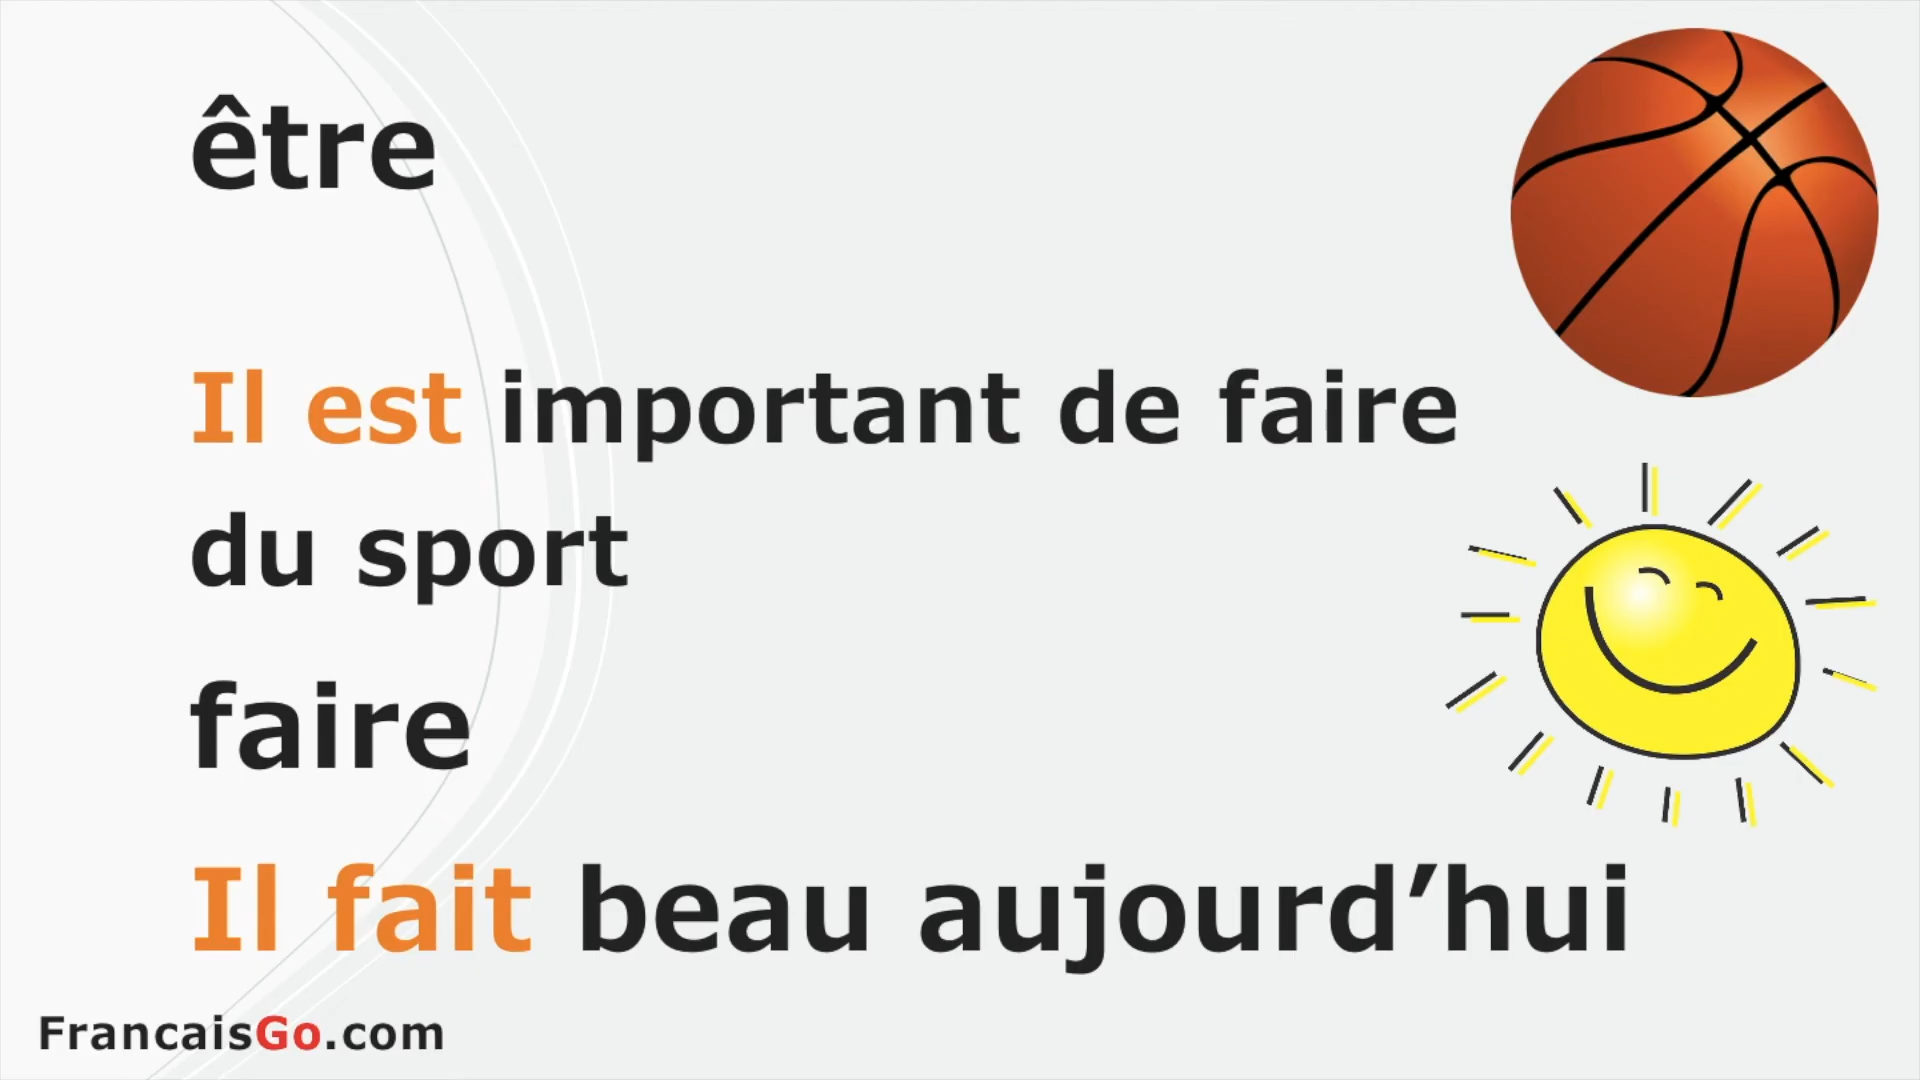 être
Il est important de faire
du sport
faire
Il fait beau aujourd’hui
FrancaisGo.com